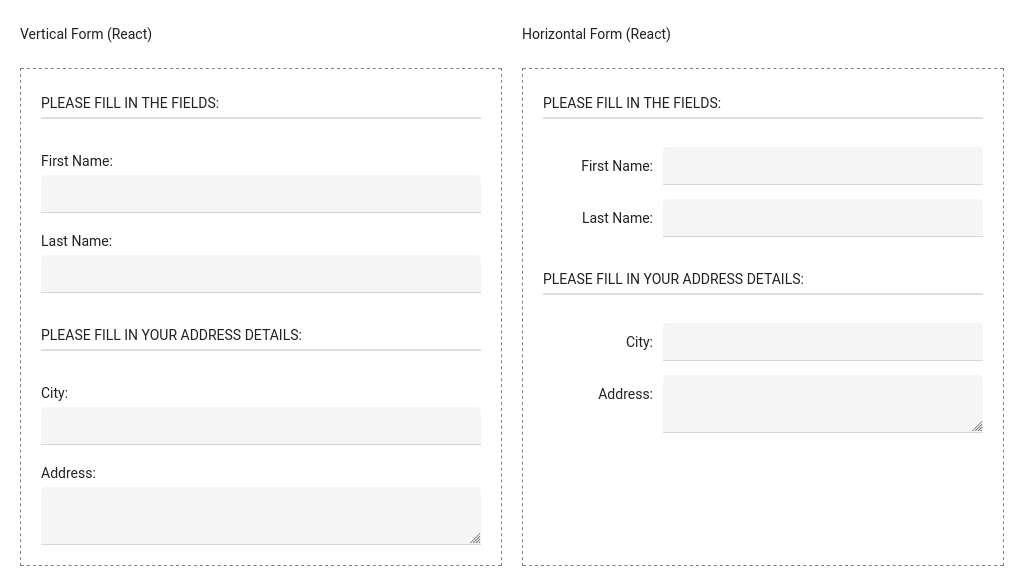 Vertical Form (React)
PLEASE FILL IN THE FIELDS:
First Name:
Last Name:
PLEASE FILL IN YOUR ADDRESS DETAILS:
City:
Address:
Horizontal Form (React)
PLEASE FILL IN THE FIELDS:
First Name:
Last Name:
PLEASE FILL IN YOUR ADDRESS DETAILS:
City:
Address: